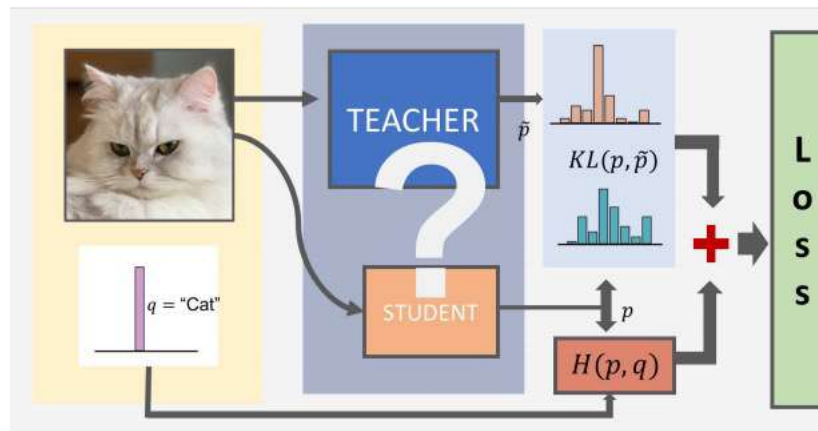 TEACHER
?
STUDENT
q = “Cat”
p̃
KL(p, p̃)
p
H(p, q)
+
L
o
s
s